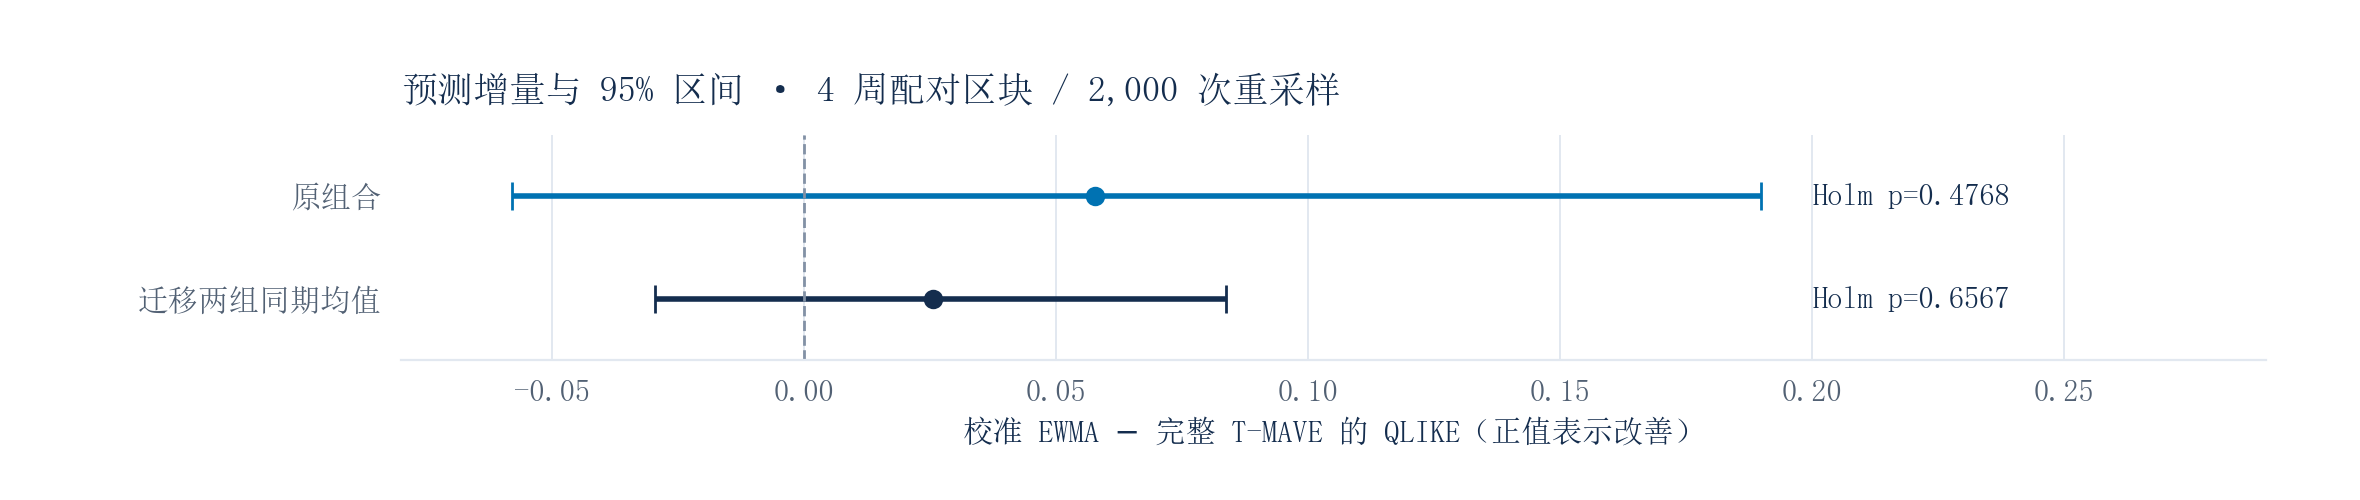 预测增量与 95% 区间 • 4 周配对区块 / 2,000 次重采样
原组合
Holm p=0.4768
迁移两组同期均值
Holm p=0.6567
−0.05 0.00 0.05 0.10 0.15 0.20 0.25
校准 EWMA − 完整 T-MAVE 的 QLIKE（正值表示改善）